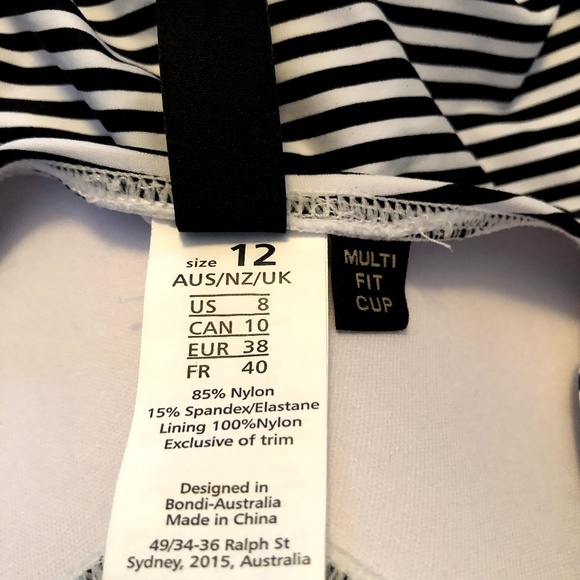 size 12
AUS/NZ/UK
US 8
CAN 10
EUR 38
FR 40
85% Nylon
15% Spandex/Elastane
Lining 100%Nylon
Exclusive of trim
Designed in
Bondi-Australia
Made in China
49/34-36 Ralph St
Sydney, 2015, Australia
MULTI
FIT
CUP